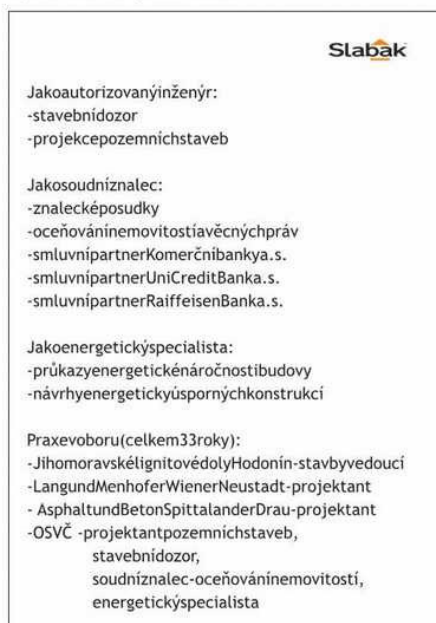 Slabak
Jakoautorizovanýinženýr:
-stavebnídozor
-projekcepozemníchstaveb
Jakosoudníznalec:
-znalecképosudky
-oceňovánínemovitostíavěcnýchpráv
-smluvnípartnerKomerčníbankya.s.
-smluvnípartnerUniCreditBanka.s.
-smluvnípartnerRaiffeisenBanka.s.
Jakoenergetickýspecialista:
-průkazyenergetickénáročnostibudovy
-návrhyenergetickyúspornýchkonstrukcí
Praxevoboru(celkem33roky):
-JihomoravskélignitovédolyHodonín-stavbyvedoucí
-LangundMenhoferWienerNeustadt-projektant
- AsphaltundBetonSpittalanderDrau-projektant
-OSVČ -projektantpozemníchstaveb,
stavebnídozor,
soudníznalec-oceňovánínemovitostí,
energetickýspecialista